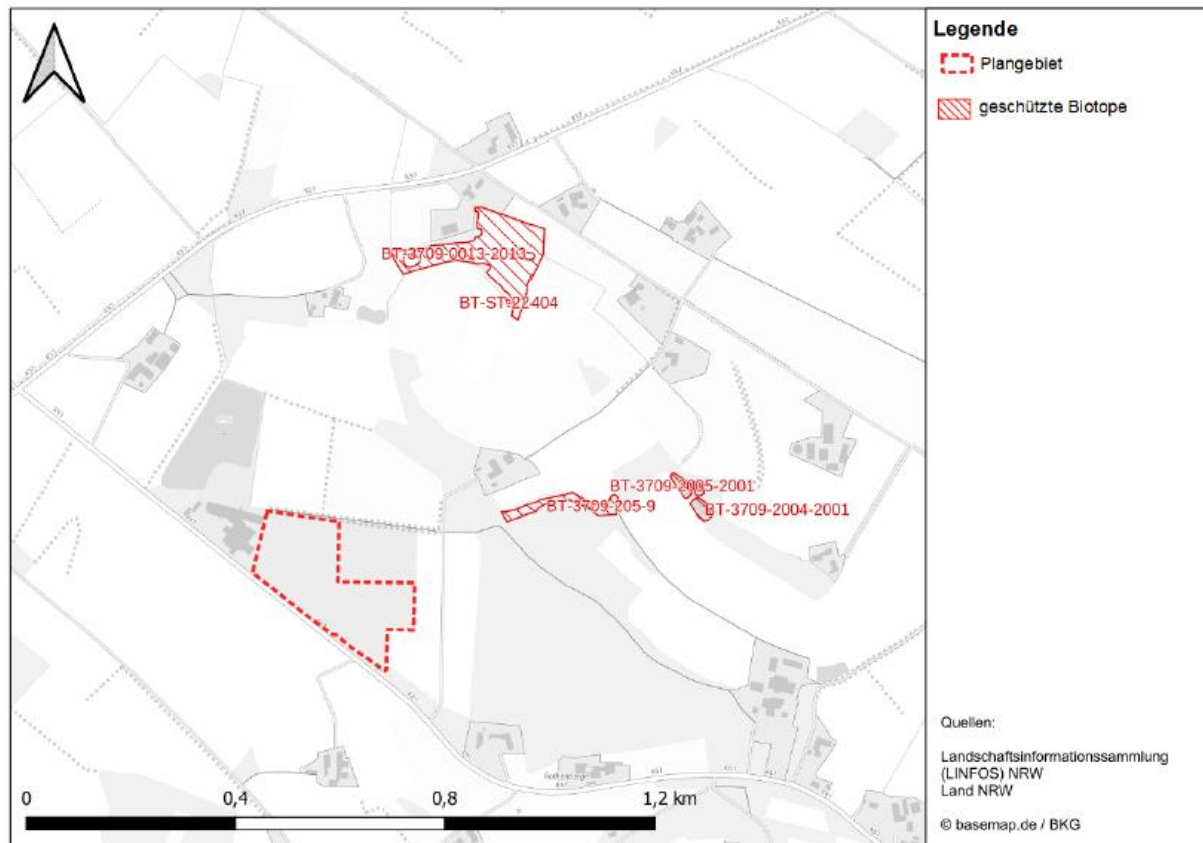 Legende
Plangebiet
geschützte Biotope
BT-3709-0013-2013
BT-ST-22404
BT-3709-2005-2001
BT-3709-205-9
BT-3709-2004-2001
0 0,4 0,8 1,2 km
Quellen:
Landschaftsinformationssammlung
(LINFOS) NRW
Land NRW
© basemap.de / BKG